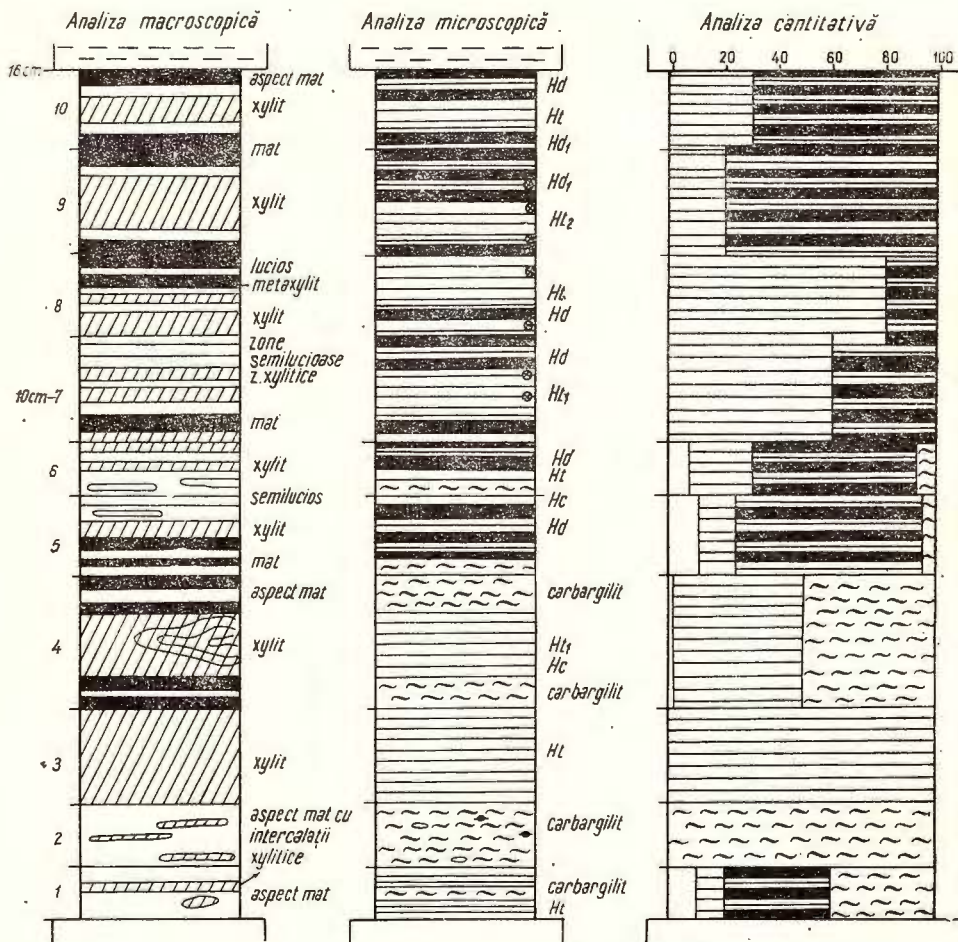 Analiza macroscopică
Analiza microscopică
Analiza cantitativă
0 20 40 60 80 100
16cm
aspect mat
10
xylit
mat
9
xylit
lucios
metaxylit
8
xylit
zone
semilucioase
z. xylitice
10cm-7
mat
6
xylit
semilucios
xylit
5
mat
aspect mat
4
xylit
3
xylit
aspect mat cu
2
intercalații
xylitice
1
aspect mat
Hd
Ht
Hd1
Hd1
Ht2
Ht
Hd
Hd
Ht1
Hd
Ht
Hc
Hd
carbargilit
Ht1
Hc
carbargilit
Ht
carbargilit
carbargilit
Ht